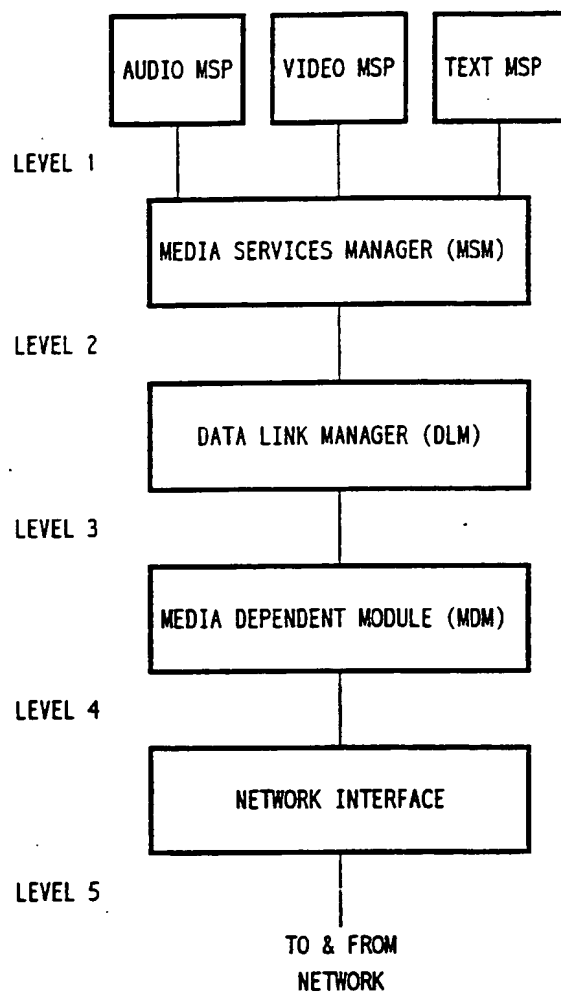 AUDIO MSP
VIDEO MSP
TEXT MSP
LEVEL 1
MEDIA SERVICES MANAGER (MSM)
LEVEL 2
DATA LINK MANAGER (DLM)
LEVEL 3
MEDIA DEPENDENT MODULE (MDM)
LEVEL 4
NETWORK INTERFACE
LEVEL 5
TO & FROM
NETWORK